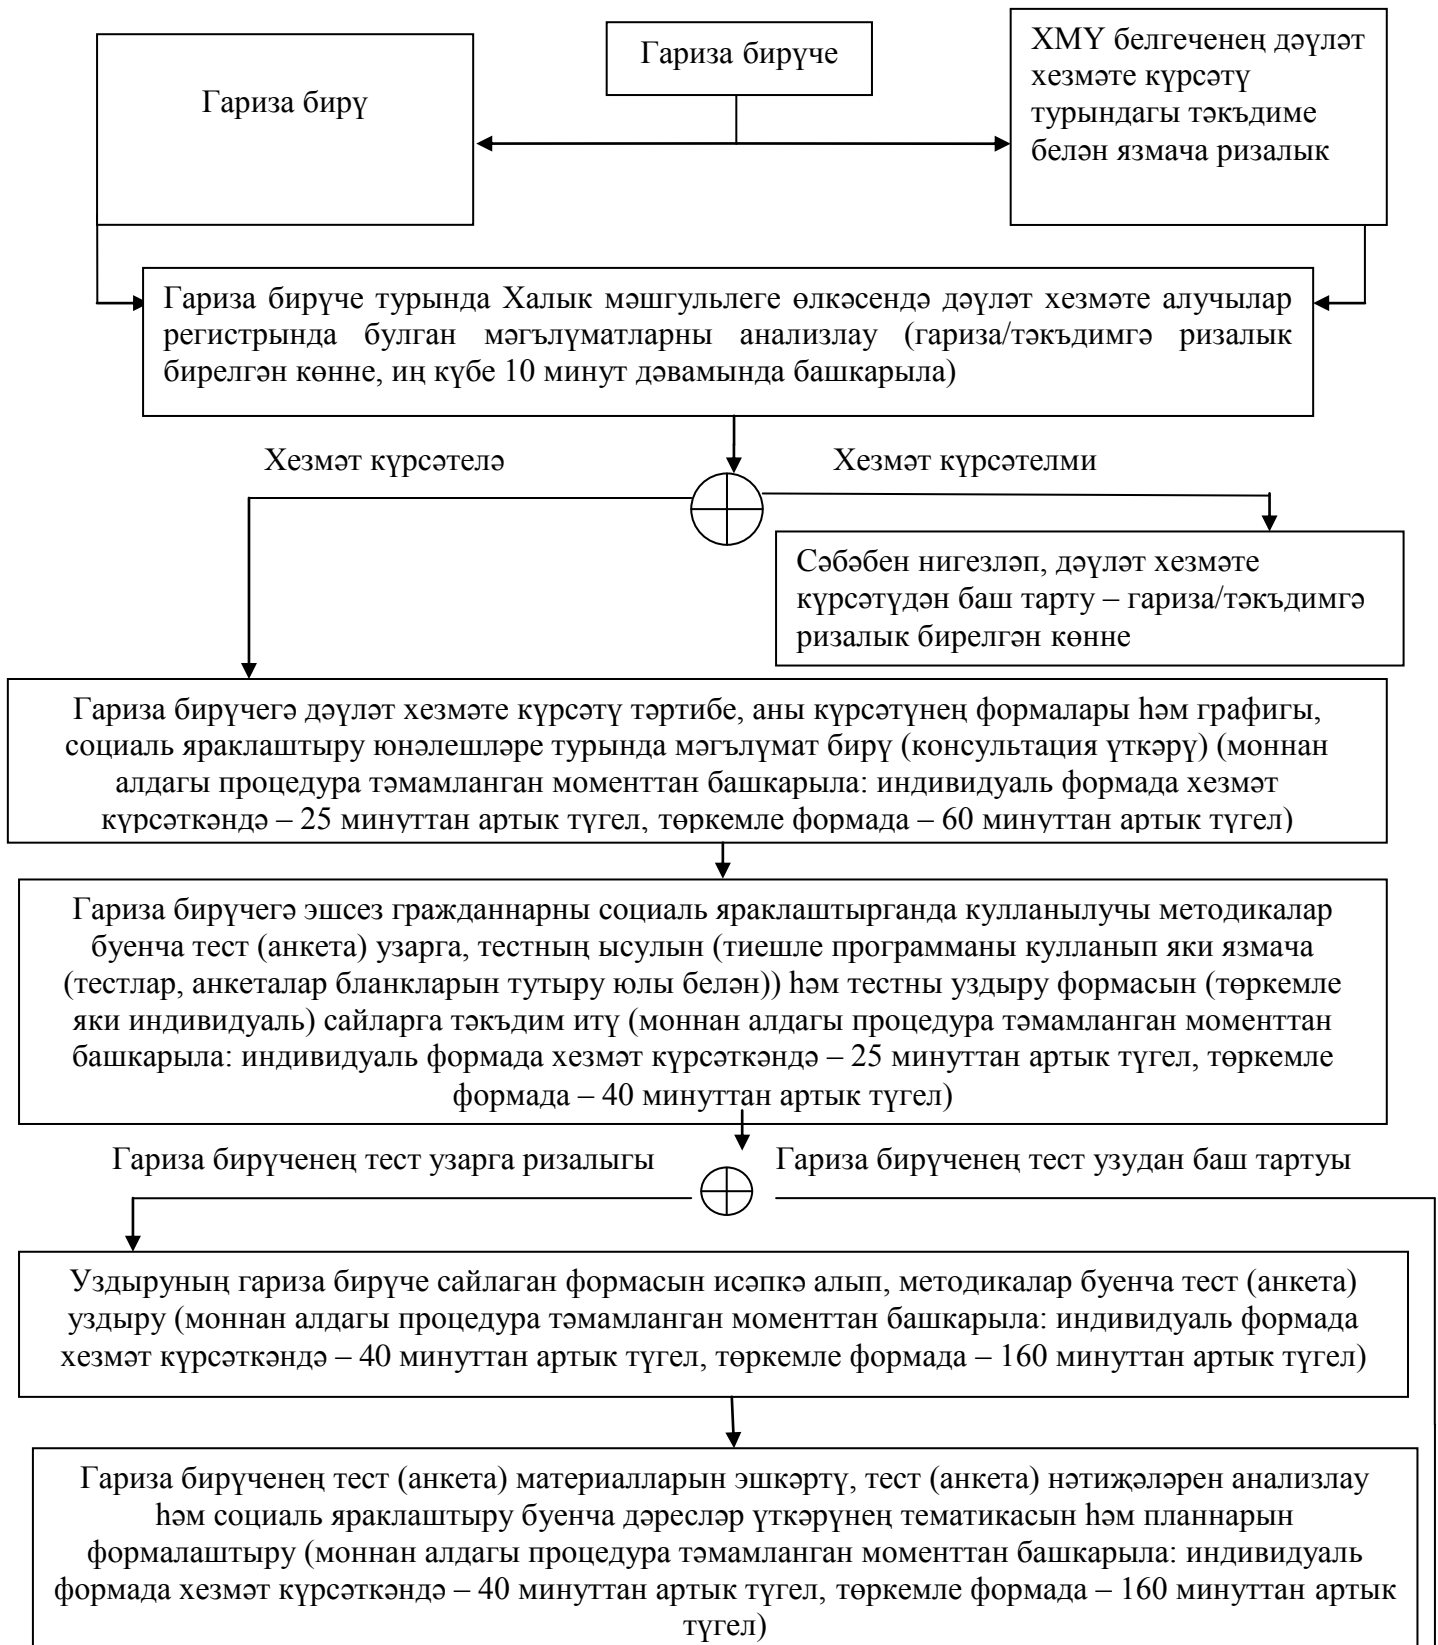 Гариза бирү
Гариза бирүче
ХМҮ белгеченең дәүләт
хезмәте күрсәтү
турындагы тәкъдиме
белән язмача ризалык
Гариза бирүче турында Халык мәшгульлеге өлкәсендә дәүләт хезмәте алучылар
регистрында булган мәгълүматларны анализлау (гариза/тәкъдимгә ризалык
бирелгән көнне, иң күбе 10 минут дәвамында башкарыла)
Хезмәт күрсәтелә
Хезмәт күрсәтелми
Сәбәбен нигезләп, дәүләт хезмәте
күрсәтүдән баш тарту – гариза/тәкъдимгә
ризалык бирелгән көнне
Гариза бирүчегә дәүләт хезмәте күрсәтү тәртибе, аны күрсәтүнең формалары һәм графигы,
социаль яраклаштыру юнәлешләре турында мәгълүмат бирү (консультация үткәрү) (моннан
алдагы процедура тәмамланган моменттан башкарыла: индивидуаль формада хезмәт
күрсәткәндә – 25 минуттан артык түгел, төркемле формада – 60 минуттан артык түгел)
Гариза бирүчегә эшсез гражданнарны социаль яраклаштырганда кулланылучы методикалар
буенча тест (анкета) узарга, тестның ысулын (тиешле программаны кулланып яки язмача
(тестлар, анкеталар бланкларын тутыру юлы белән)) һәм тестны уздыру формасын (төркемле
яки индивидуаль) сайларга тәкъдим итү (моннан алдагы процедура тәмамланган моменттан
башкарыла: индивидуаль формада хезмәт күрсәткәндә – 25 минуттан артык түгел, төркемле
формада – 40 минуттан артык түгел)
Гариза бирүченең тест узарга ризалыгы
Гариза бирүченең тест узудан баш тартуы
Уздыруның гариза бирүче сайлаган формасын исәпкә алып, методикалар буенча тест (анкета)
уздыру (моннан алдагы процедура тәмамланган моменттан башкарыла: индивидуаль формада
хезмәт күрсәткәндә – 40 минуттан артык түгел, төркемле формада – 160 минуттан артык түгел)
Гариза бирүченең тест (анкета) материалларын эшкәртү, тест (анкета) нәтиҗәләрен анализлау
һәм социаль яраклаштыру буенча дәресләр үткәрүнең тематикасын һәм планнарын
формалаштыру (моннан алдагы процедура тәмамланган моменттан башкарыла: индивидуаль
формада хезмәт күрсәткәндә – 40 минуттан артык түгел, төркемле формада – 160 минуттан артык
түгел)